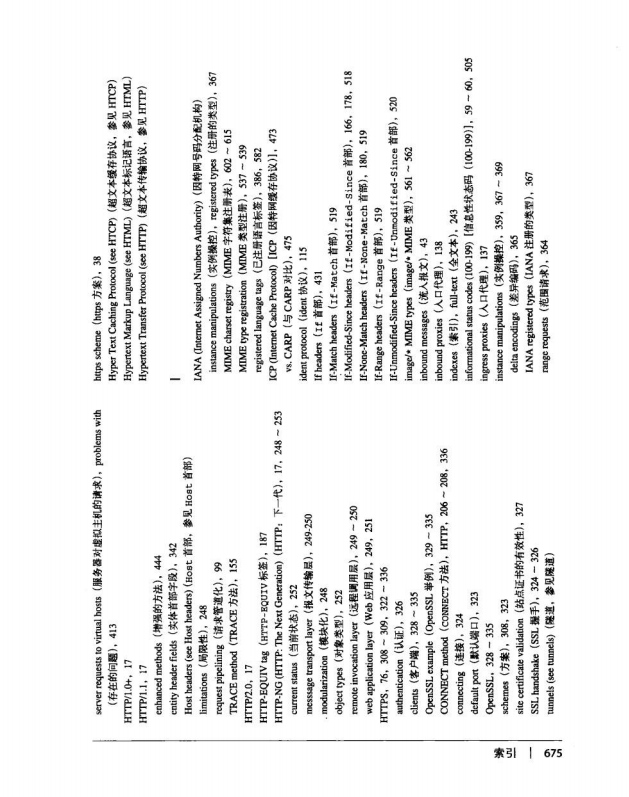 server requests to virtual hosts (服务器对虚拟主机的请求), problems with
(存在的问题), 413
HTTP/1.0+, 17
HTTP/1.1, 17
enhanced methods (增强的方法), 444
entity header fields (实体首部字段), 342
Host headers (see Host headers) (Host 首部, 参见 Host 首部)
limitations (局限性), 248
request pipelining (请求管道化), 99
TRACE method (TRACE 方法), 155
HTTP/2.0, 17
HTTP-EQUIV tag (HTTP-EQUIV 标签), 187
HTTP-NG (HTTP: The Next Generation) (HTTP: 下一代), 17, 248 ~ 253
current status (当前状态), 252
messsage transport layer (报文传输层), 249-250
modularization (模块化), 248
object types (对象类型), 252
remote invocation layer (远程调用层), 249 ~ 250
web application layer (Web 应用层), 249, 251
HTTPS, 76, 308 ~ 309, 322 ~ 336
authentication (认证), 326
clients (客户端), 328 ~ 335
OpenSSL example (OpenSSL 举例), 329 ~ 335
CONNECT method (CONNECT 方法), HTTP, 206 ~ 208, 336
connecting (连接), 324
default port (默认端口), 323
OpenSSL, 328 ~ 335
schemes (方案), 308, 323
site certificate validation (站点证书的有效性), 327
SSL handshake (SSL 握手), 324 ~ 326
tunnels (see tunnels) (隧道, 参见隧道)
https scheme (https 方案), 38
Hyper Text Caching Protocol (see HTCP) (超文本缓存协议, 参见 HTCP)
Hypertext Markup Language (see HTML) (超文本标记语言, 参见 HTML)
Hypertext Transfer Protocol (see HTTP) (超文本传输协议, 参见 HTTP)
I
IANA (Internet Assigned Numbers Authority) (因特网号码分配机构)
instance manipulations (实例操控), registered types (注册的类型), 367
MIME charset registry (MIME 字符集注册表), 602 ~ 615
MIME type registration (MIME 类型注册), 537 ~ 539
registered language tags (已注册语言标签), 386, 582
ICP (Internet Cache Protocol) [ICP (因特网缓存协议)], 473
vs. CARP (与 CARP 对比), 475
ident protocol (ident 协议), 115
If headers (If 首部), 431
If-Match headers (If-Match 首部), 519
If-Modified-Since headers (If-Modified-Since 首部), 166, 178, 518
If-None-Match headers (If-None-Match 首部), 180, 519
If-Range headers (If-Range 首部), 519
If-Unmodified-Since headers (If-Unmodified-Since 首部), 520
image/* MIME types (image/* MIME 类型), 561 ~ 562
inbound messages (流入报文), 43
inbound proxies (入口代理), 138
indexes (索引), full-text (全文本), 243
informational status codes (100-199) [信息性状态码 (100-199)], 59 ~ 60, 505
ingress proxies (入口代理), 137
instance manipulations (实例操控), 359, 367 ~ 369
delta encodings (差异编码), 365
IANA registered types (IANA 注册的类型), 367
range requests (范围请求), 364
索引 | 675